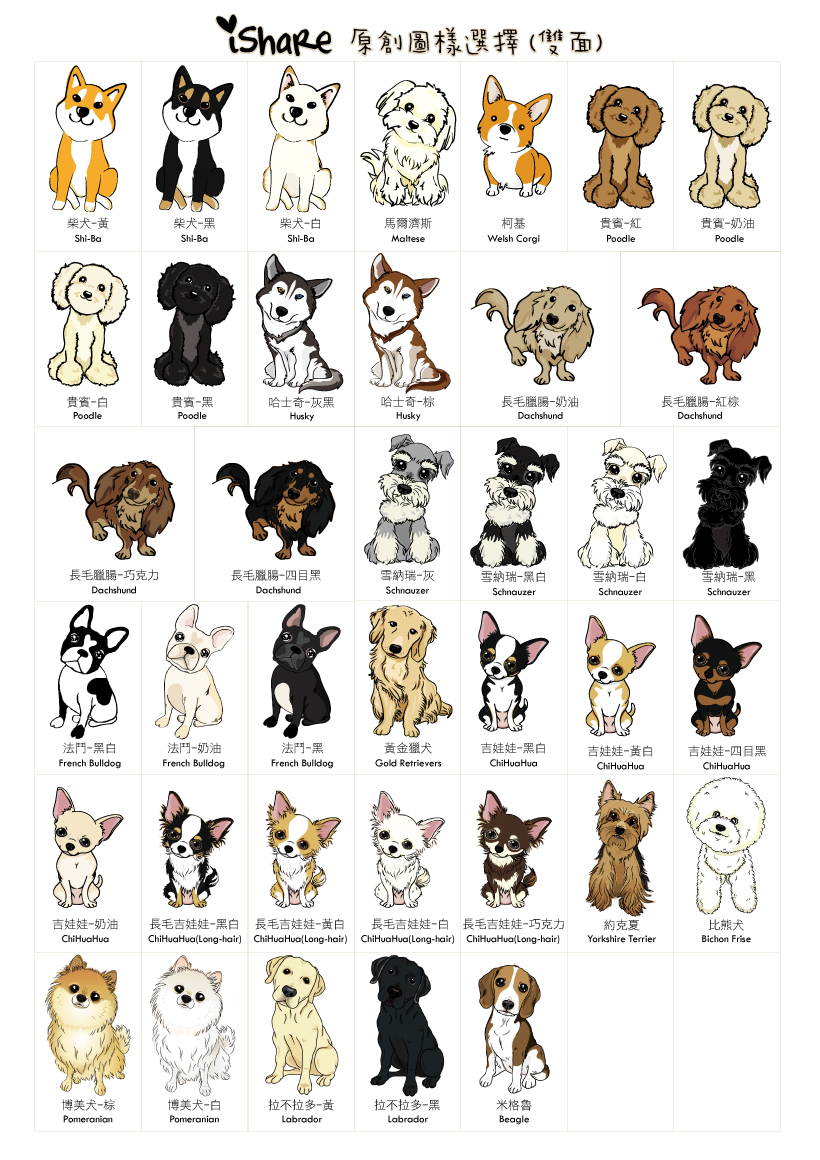 iShaRe 原創圖樣選擇(雙面)
柴犬-黃
Shi-Ba
柴犬-黑
Shi-Ba
柴犬-白
Shi-Ba
馬爾濟斯
Maltese
柯基
Welsh Corgi
貴賓-紅
Poodle
貴賓-奶油
Poodle
貴賓-白
Poodle
貴賓-黑
Poodle
哈士奇-灰黑
Husky
哈士奇-棕
Husky
長毛臘腸-奶油
Dachshund
長毛臘腸-紅棕
Dachshund
長毛臘腸-巧克力
Dachshund
長毛臘腸-四目黑
Dachshund
雪納瑞-灰
Schnauzer
雪納瑞-黑白
Schnauzer
雪納瑞-白
Schnauzer
雪納瑞-黑
Schnauzer
法鬥-黑白
French Bulldog
法鬥-奶油
French Bulldog
法鬥-黑
French Bulldog
黃金獵犬
Gold Retrievers
吉娃娃-黑白
ChiHuaHua
吉娃娃-黃白
ChiHuaHua
吉娃娃-四目黑
ChiHuaHua
吉娃娃-奶油
ChiHuaHua
長毛吉娃娃-黑白
ChiHuaHua(Long-hair)
長毛吉娃娃-黃白
ChiHuaHua(Long-hair)
長毛吉娃娃-白
ChiHuaHua(Long-hair)
長毛吉娃娃-巧克力
ChiHuaHua(Long-hair)
約克夏
Yorkshire Terrier
比熊犬
Bichon Frise
博美犬-棕
Pomeranian
博美犬-白
Pomeranian
拉不拉多-黃
Labrador
拉不拉多-黑
Labrador
米格魯
Beagle